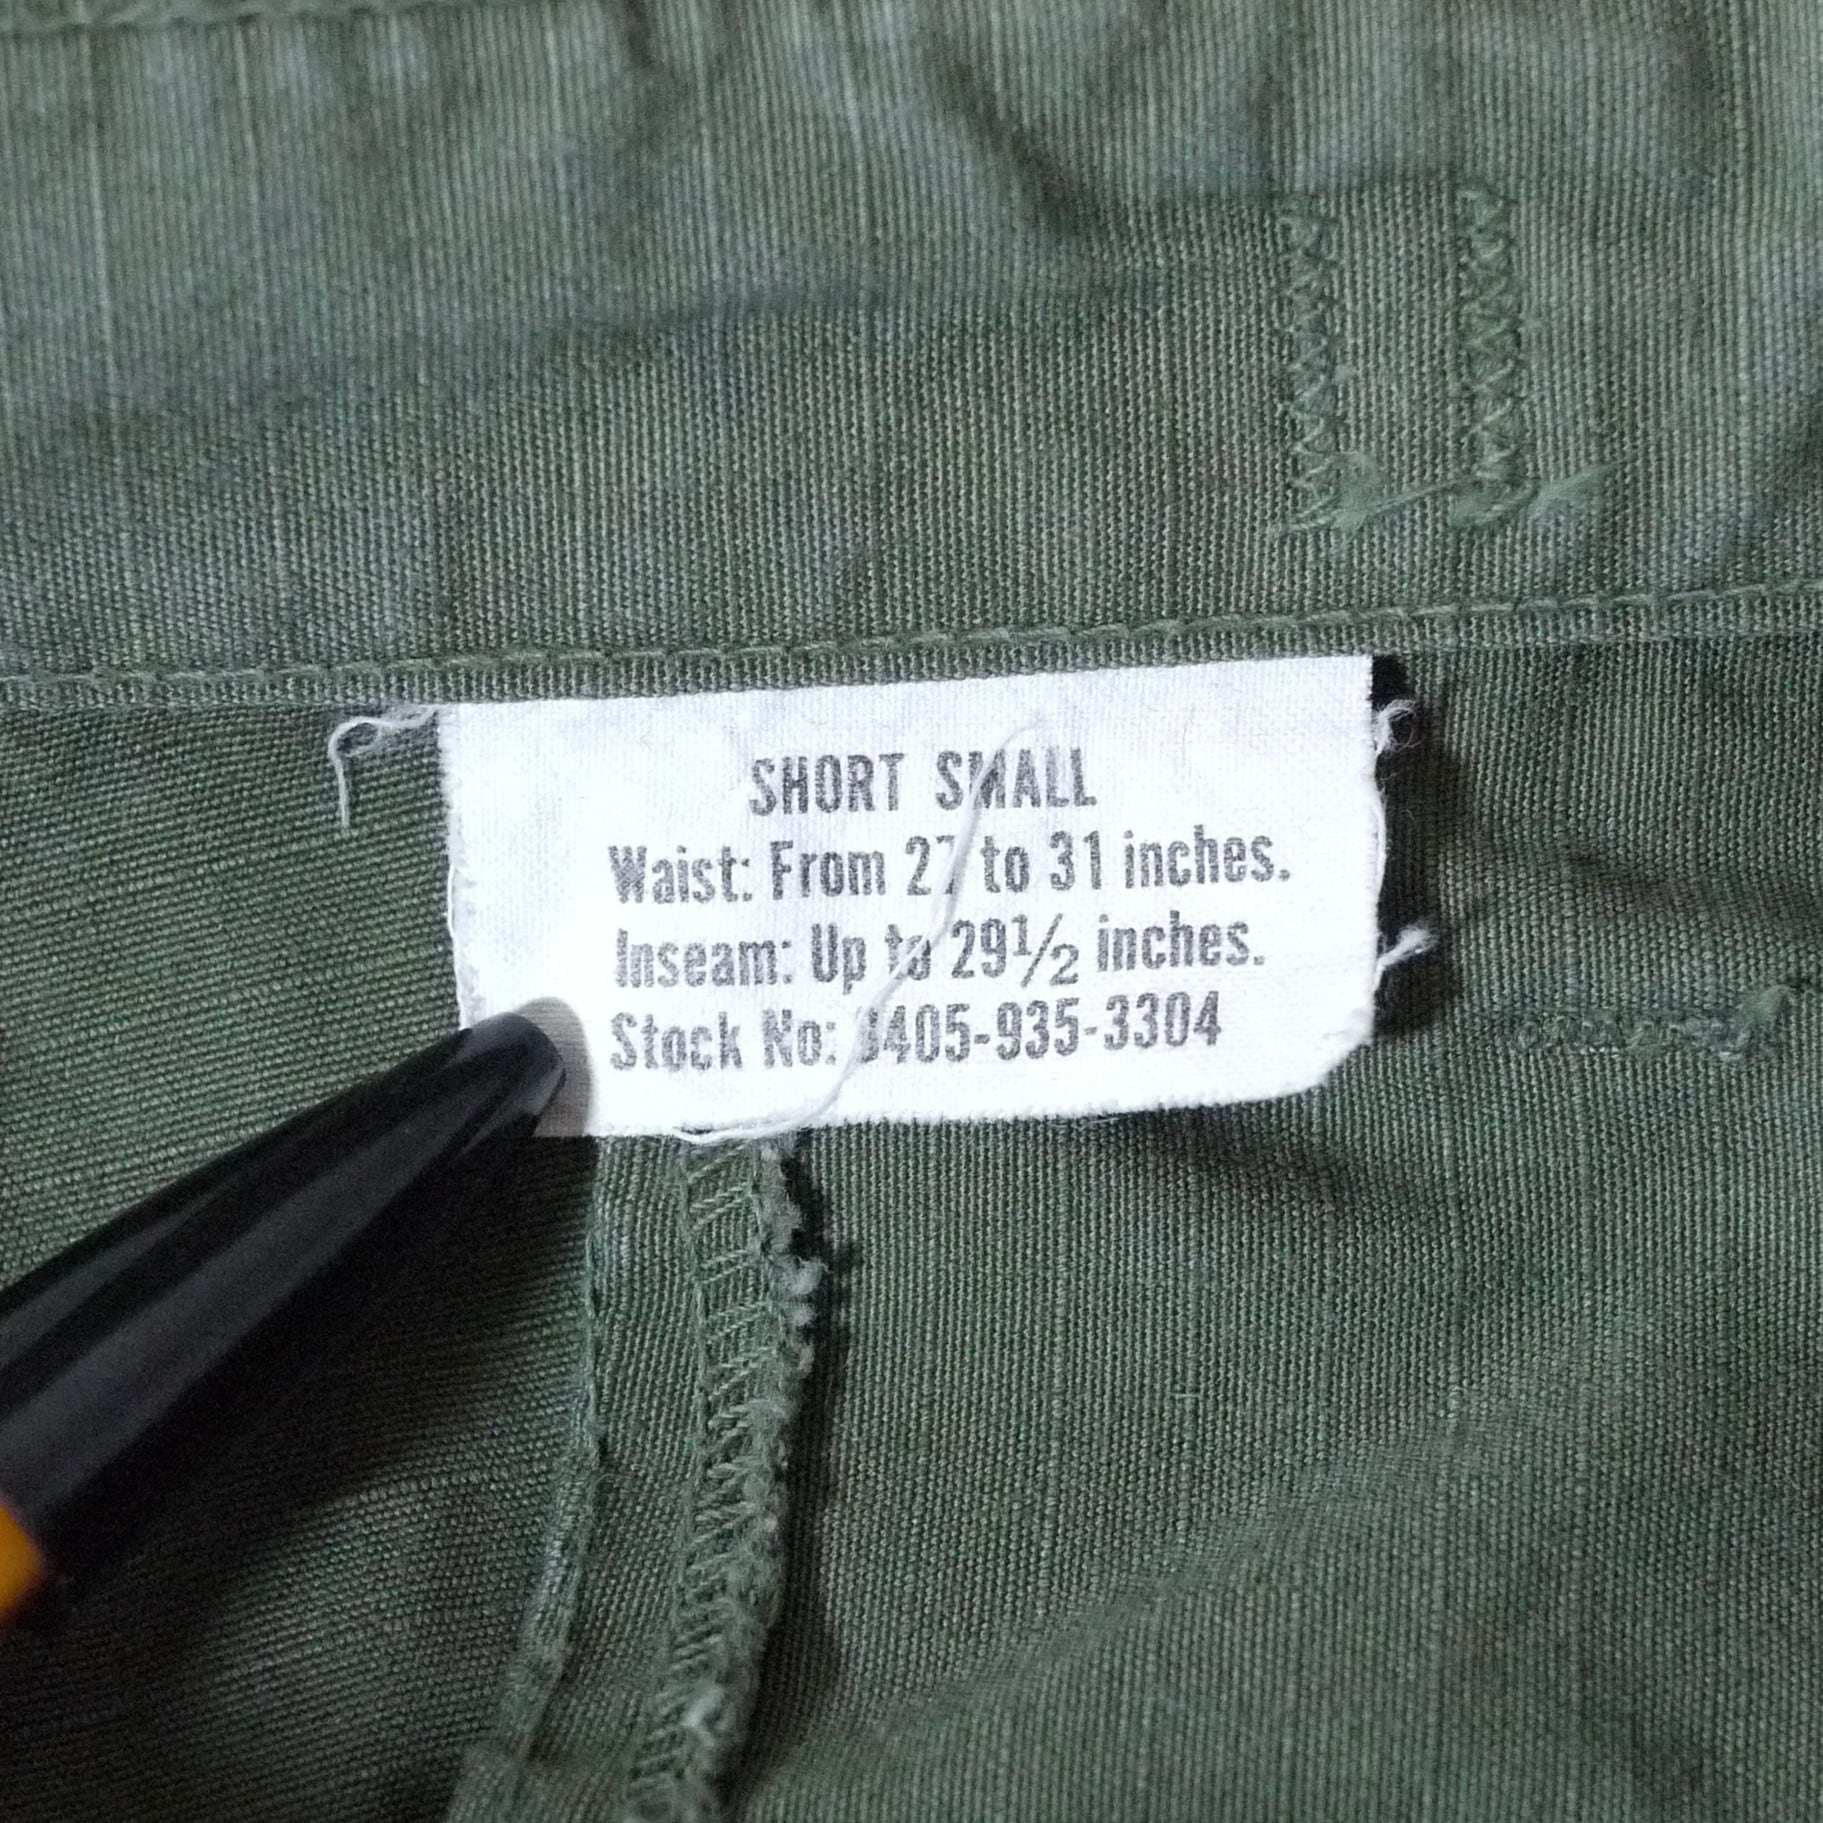 SHORT SMALL
Waist: From 27 to 31 inches.
Inseam: Up to 29½ inches.
Stock No: 8405-935-3304